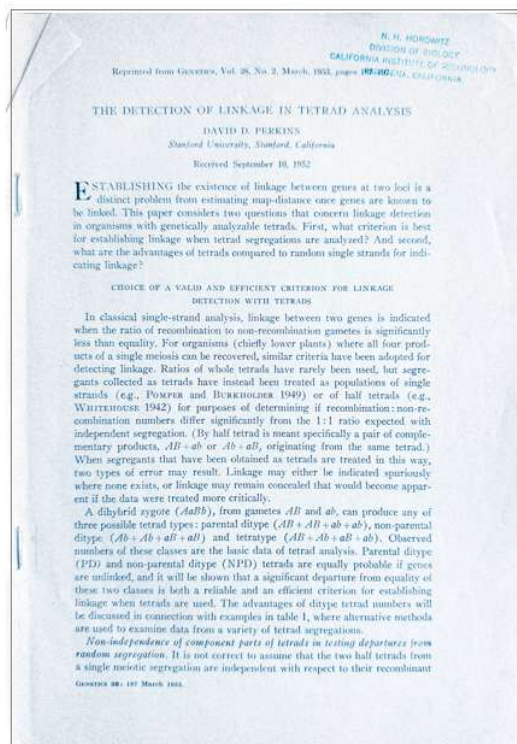 N. H. HOROWITZ
DIVISION OF BIOLOGY
CALIFORNIA INSTITUTE OF TECHNOLOGY
CALIFORNIA
Reprinted from GENETICS, Vol. 38, No. 2, March, 1953, pages
THE DETECTION OF LINKAGE IN TETRAD ANALYSIS
DAVID D. PERKINS
Stanford University, Stanford, California
Received September 10, 1952
ESTABLISHING the existence of linkage between genes at two loci is a
distinct problem from estimating map-distance once genes are known to
be linked. This paper considers two questions that concern linkage detection
in organisms with genetically analyzable tetrads. First, what criterion is best
for establishing linkage when tetrad segregations are analyzed? And second,
what are the advantages of tetrads compared to random single strands for indi-
cating linkage?
CHOICE OF A VALID AND EFFICIENT CRITERION FOR LINKAGE
DETECTION WITH TETRADS
In classical single-strand analysis, linkage between two genes is indicated
when the ratio of recombination to non-recombination gametes is significantly
less than equality. For organisms (chiefly lower plants) where all four prod-
ucts of a single meiosis can be recovered, similar criteria have been adopted for
detecting linkage. Ratios of whole tetrads have rarely been used, but segre-
gants collected as tetrads have instead been treated as populations of single
strands (e.g., POMPER and BURKHOLDER 1949) or of half tetrads (e.g.,
WHITEHOUSE 1942) for purposes of determining if recombination : non-re-
combination numbers differ significantly from the 1:1 ratio expected with
independent segregation. (By half tetrad is meant specifically a pair of comple-
mentary products, AB + ab or Ab + aB, originating from the same tetrad.)
When segregants that have been obtained as tetrads are treated in this way,
two types of error may result. Linkage may either be indicated spuriously
where none exists, or linkage may remain concealed that would become appar-
ent if the data were treated more critically.
A dihybrid zygote (AaBb), from gametes AB and ab, can produce any of
three possible tetrad types: parental ditype (AB + AB + ab + ab), non-parental
ditype (Ab + Ab + aB + aB) and tetratype (AB + Ab + aB + ab). Observed
numbers of these classes are the basic data of tetrad analysis. Parental ditype
(PD) and non-parental ditype (NPD) tetrads are equally probable if genes
are unlinked, and it will be shown that a significant departure from equality of
these two classes is both a reliable and an efficient criterion for establishing
linkage when tetrads are used. The advantages of ditype tetrad numbers will
be discussed in connection with examples in table 1, where alternative methods
are used to examine data from a variety of tetrad segregations.
Non-independence of component parts of tetrads in testing departures from
random segregation. It is not correct to assume that the two half tetrads from
a single meiotic segregation are independent with respect to their recombinant
GENETICS 38: 187 March 1953.